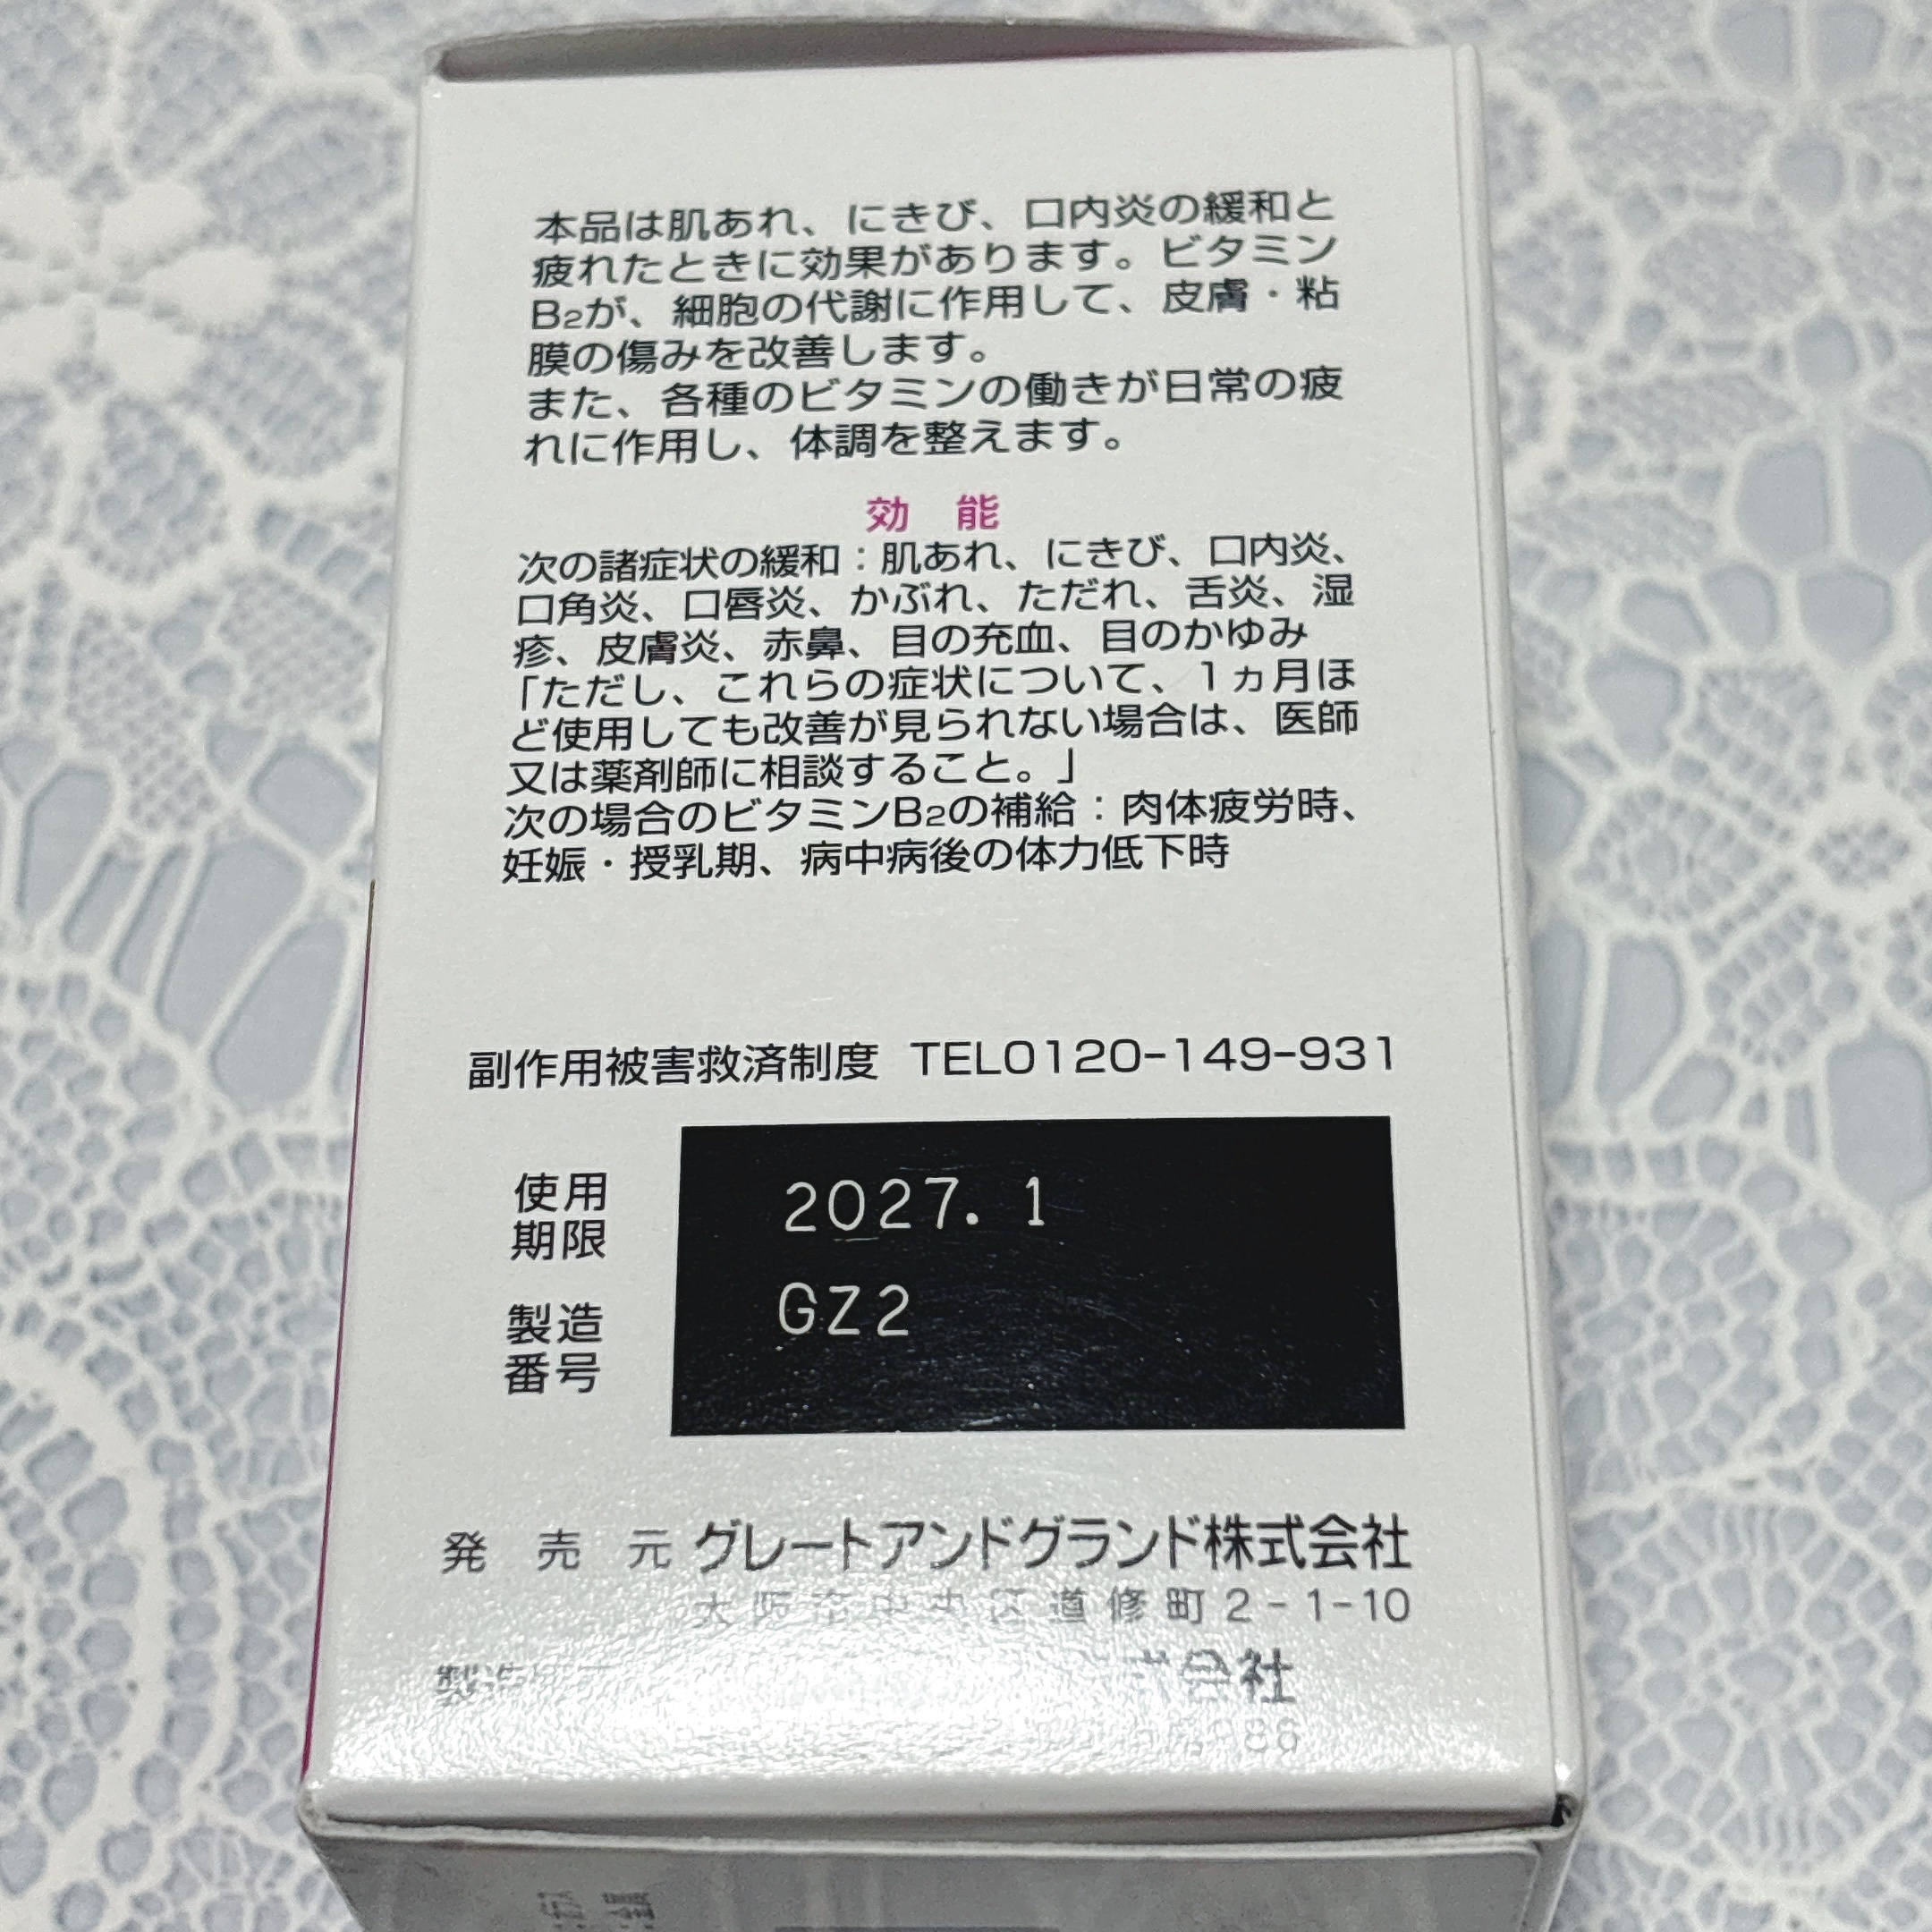 本品は肌あれ、にきび、口内炎の緩和と
疲れたときに効果があります。ビタミン
B2が、細胞の代謝に作用して、皮膚・粘
膜の傷みを改善します。
また、各種のビタミンの働きが日常の疲
れに作用し、体調を整えます。
効 能
次の諸症状の緩和：肌あれ、にきび、口内炎、
口角炎、口唇炎、かぶれ、ただれ、舌炎、湿
疹、皮膚炎、赤鼻、目の充血、目のかゆみ
「ただし、これらの症状について、1ヵ月ほ
ど使用しても改善が見られない場合は、医師
又は薬剤師に相談すること。」
次の場合のビタミンB2の補給：肉体疲労時、
妊娠・授乳期、病中病後の体力低下時
副作用被害救済制度 TEL0120-149-931
使用期限 2027. 1
製造番号 GZ2
発売元 グレートアンドグランド株式会社
大阪市中央区道修町2-1-10
製造 会社
86